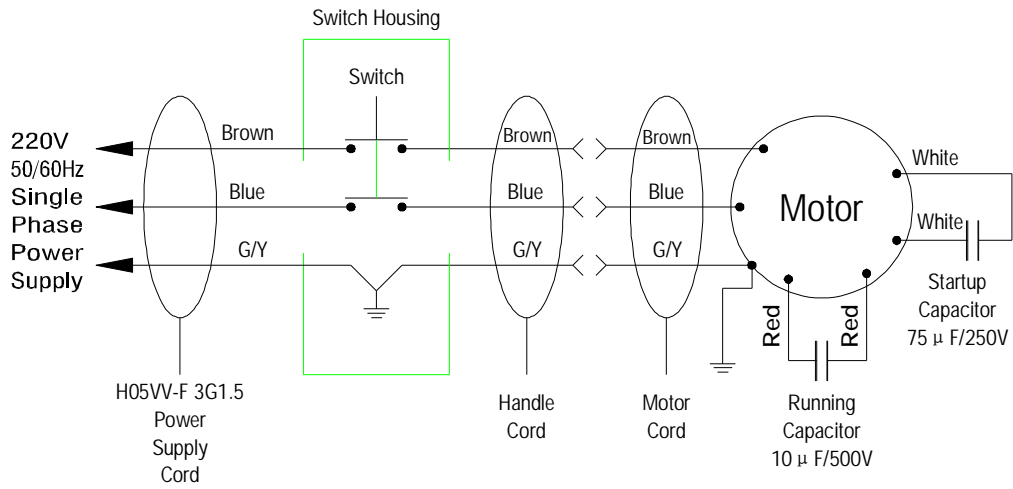 Switch Housing
Switch
220V
50/60Hz
Single
Phase
Power
Supply
Brown
Blue
G/Y
Brown
Blue
G/Y
Brown
Blue
G/Y
Motor
White
White
Red
Red
Startup
Capacitor
75 μ F/250V
H05VV-F 3G1.5
Power
Supply
Cord
Handle
Cord
Motor
Cord
Running
Capacitor
10 μ F/500V